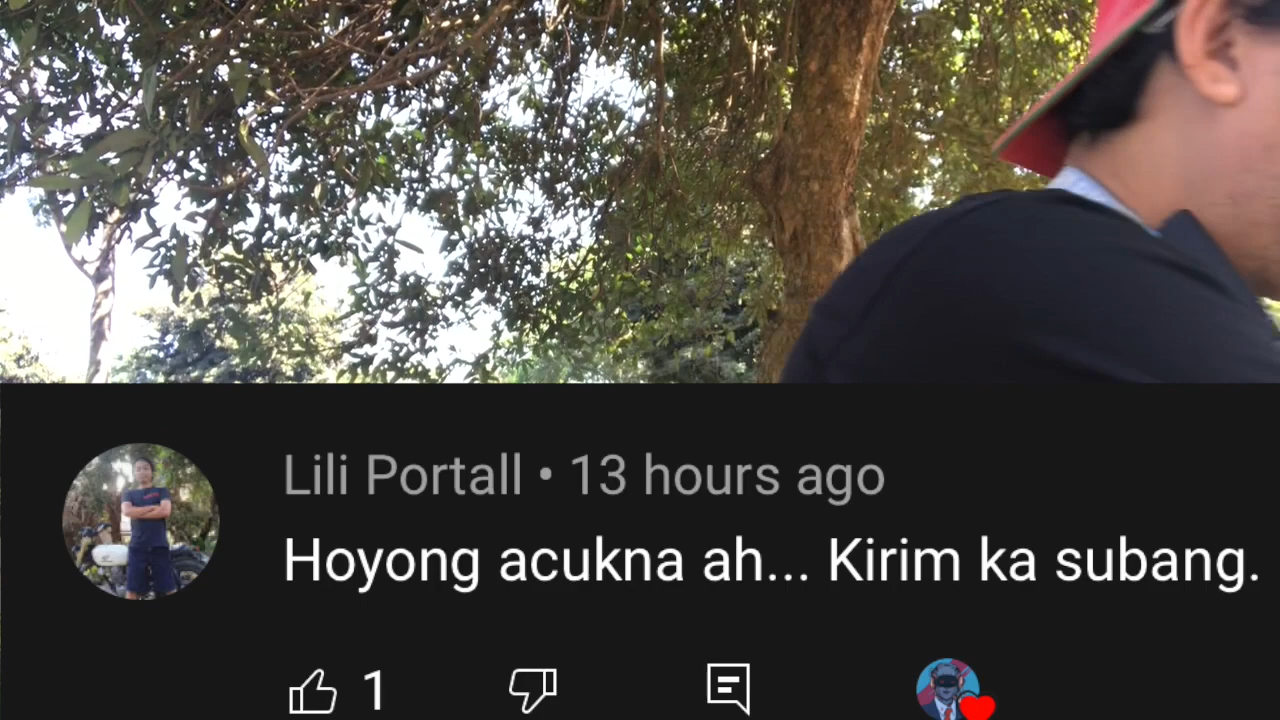 Lili Portall • 13 hours ago
Hoyong acukna ah... Kirim ka subang.
1